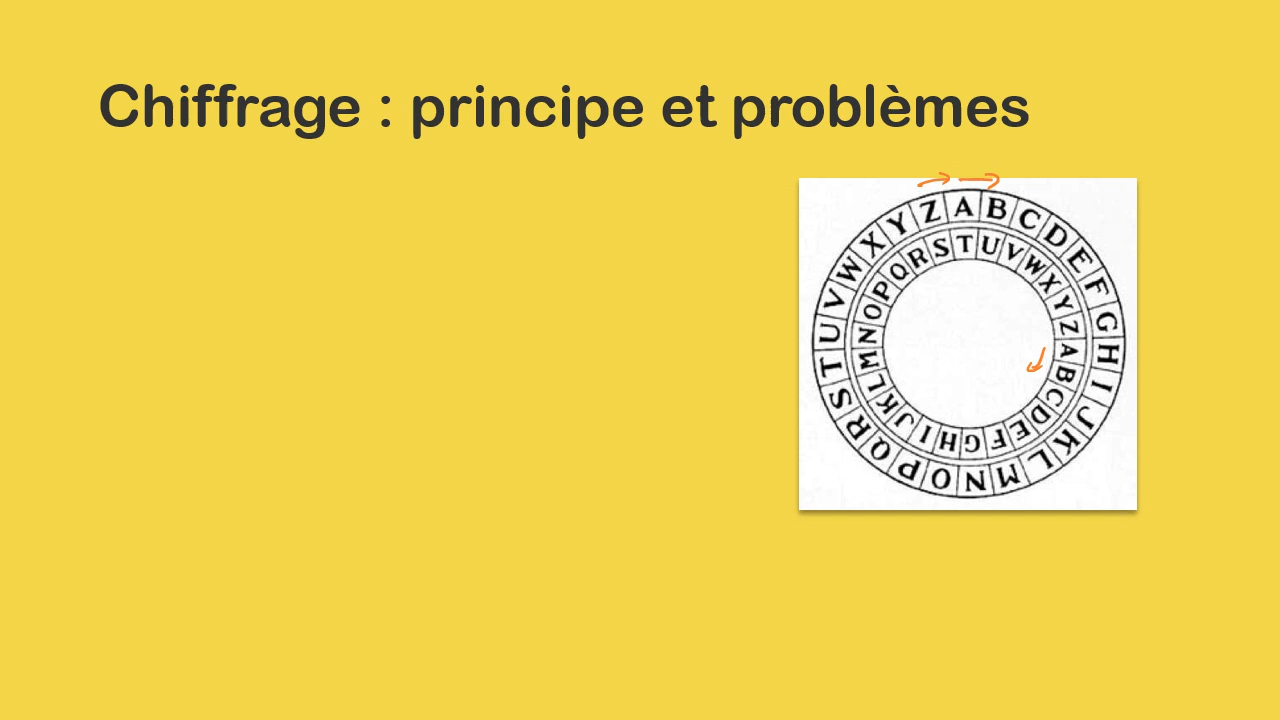 Chiffrage : principe et problèmes
A B C D E F G H I J K L M N O P Q R S T U V W X Y Z
T U V W X Y Z A B C D E F G H I J K L M N O P Q R S